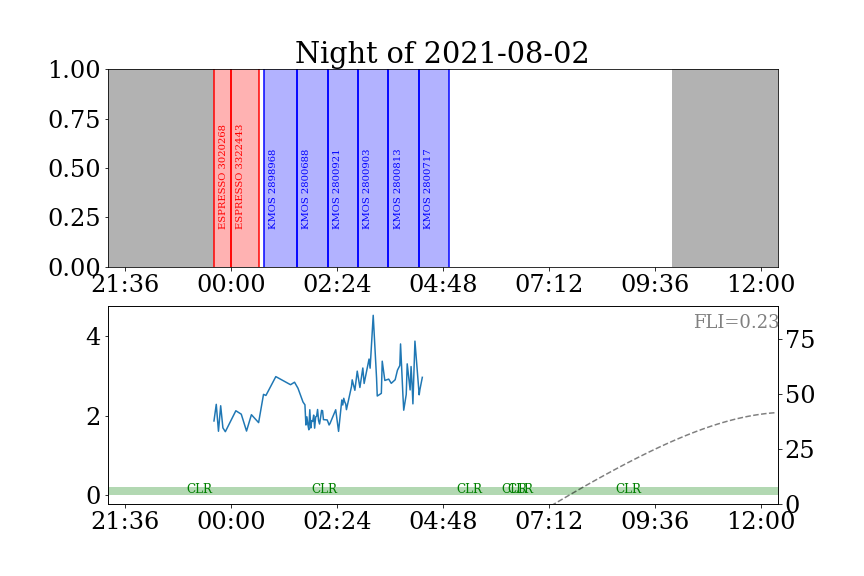 Night of 2021-08-02
1.00
0.75
0.50
0.25
0.00
ESPRESSO 3020268
ESPRESSO 3322443
KMOS 2898968
KMOS 2800688
KMOS 2800921
KMOS 2800903
KMOS 2800813
KMOS 2800717
21:36 00:00 02:24 04:48 07:12 09:36 12:00
FLI=0.23
4
2
0
75
50
25
0
CLR CLR CLR CLR CLR CLR
21:36 00:00 02:24 04:48 07:12 09:36 12:00